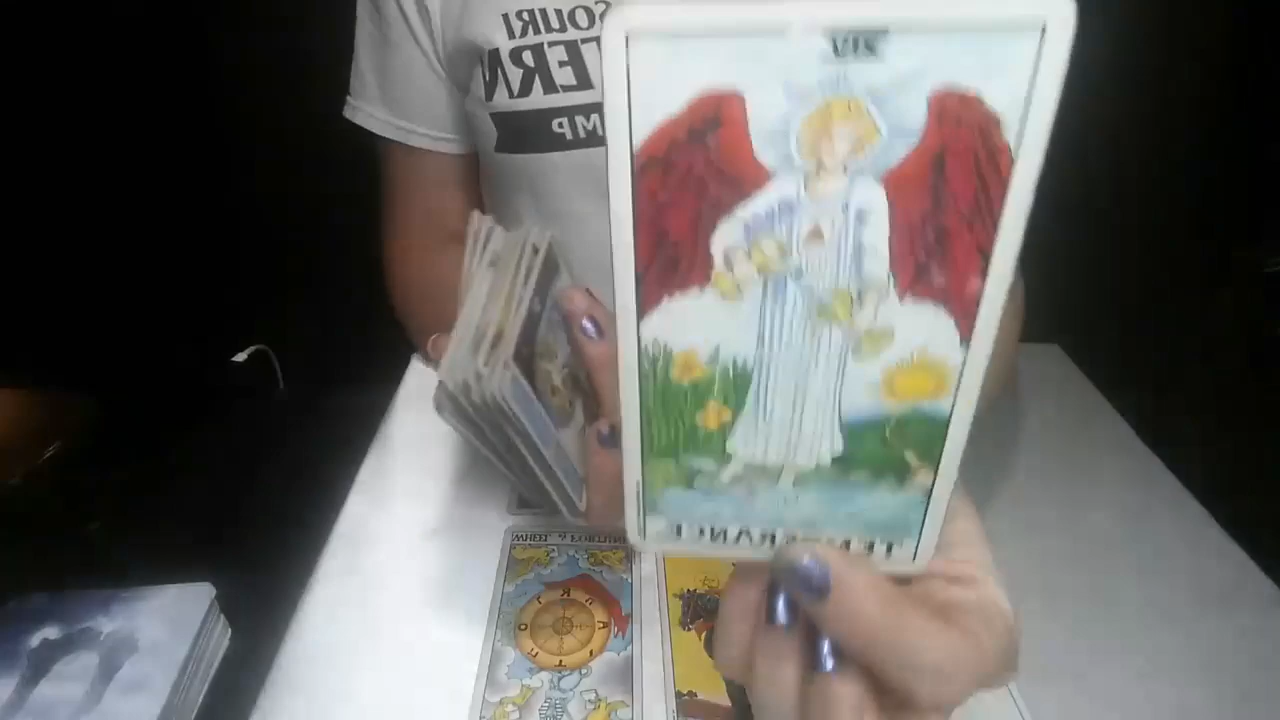 SOURI
TERN
MP
XIV
TEMPERANCE
WHEEL of FORTUNE